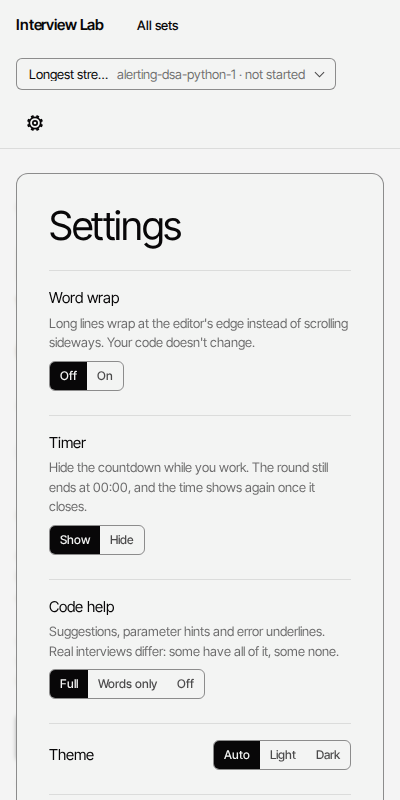 Interview Lab All sets
Longest stre... alerting-dsa-python-1 · not started
Settings
Word wrap
Long lines wrap at the editor's edge instead of scrolling
sideways. Your code doesn't change.
Off On
Timer
Hide the countdown while you work. The round still
ends at 00:00, and the time shows again once it
closes.
Show Hide
Code help
Suggestions, parameter hints and error underlines.
Real interviews differ: some have all of it, some none.
Full Words only Off
Theme Auto Light Dark